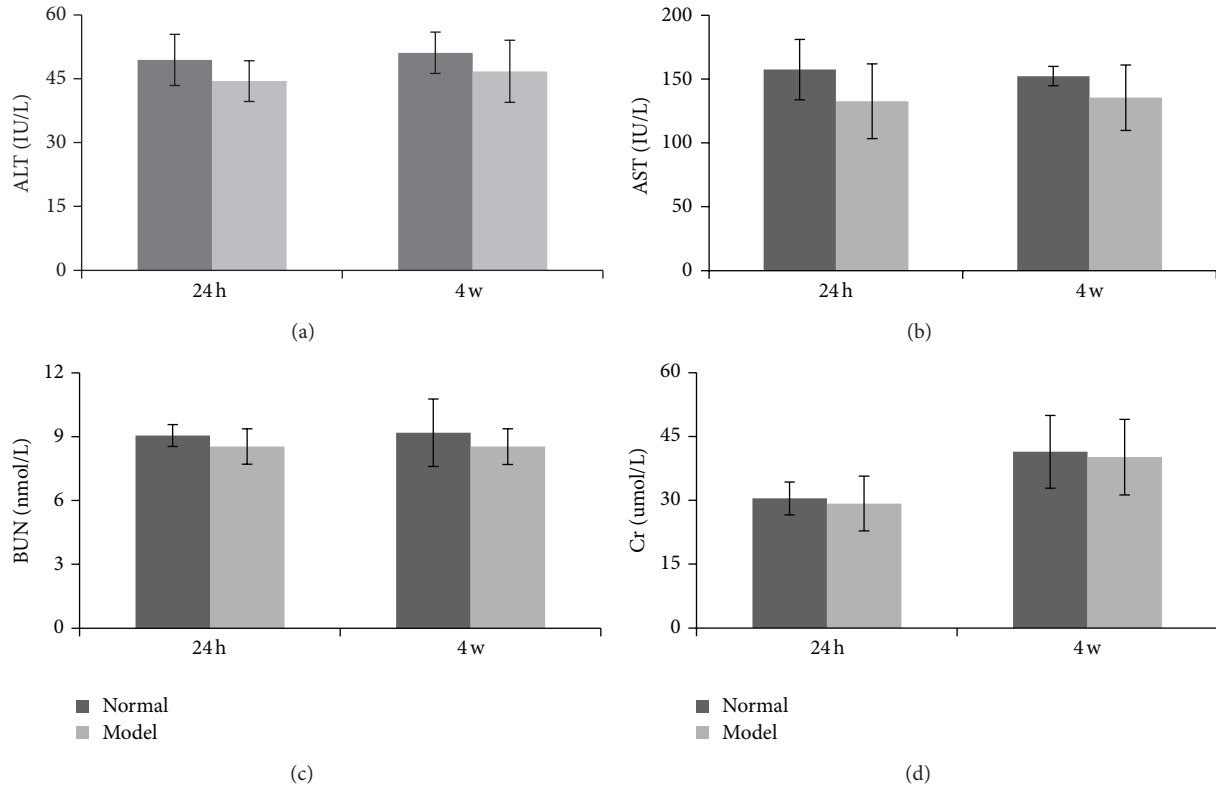 60
45
30
15
0
ALT (IU/L)
24 h
4 w
(a)
200
150
100
50
0
AST (IU/L)
24 h
4 w
(b)
12
9
6
3
0
BUN (nmol/L)
24 h
4 w
Normal
Model
(c)
60
45
30
15
0
Cr (umol/L)
24 h
4 w
Normal
Model
(d)